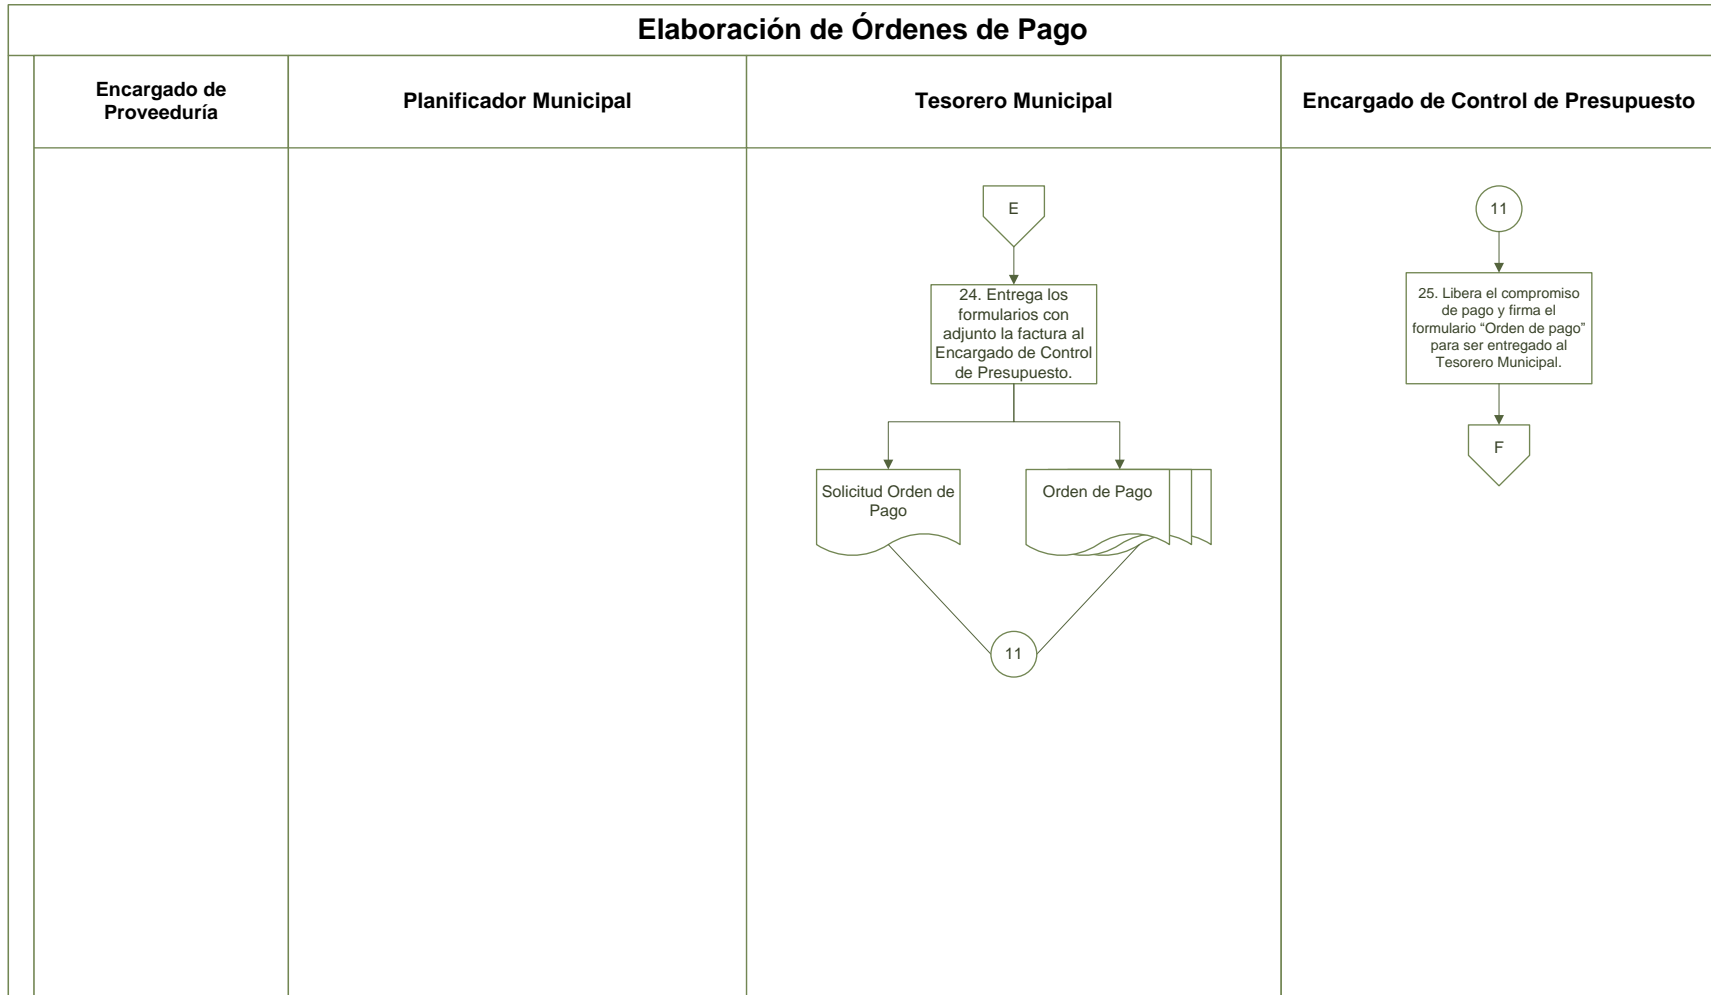 Elaboración de Órdenes de Pago
Encargado de
Proveeduría
Planificador Municipal
Tesorero Municipal
Encargado de Control de Presupuesto
E
24. Entrega los
formularios con
adjunto la factura al
Encargado de Control
de Presupuesto.
Solicitud Orden de
Pago
Orden de Pago
11
11
25. Libera el compromiso
de pago y firma el
formulario “Orden de pago”
para ser entregado al
Tesorero Municipal.
F